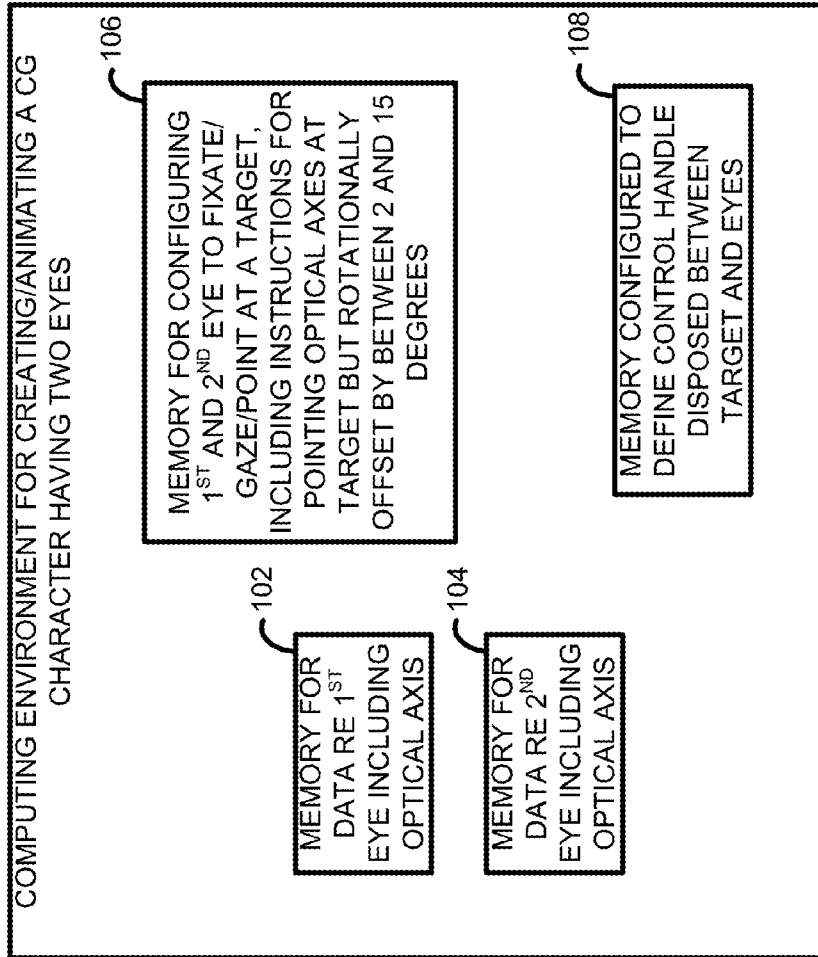 COMPUTING ENVIRONMENT FOR CREATING/ANIMATING A CG
CHARACTER HAVING TWO EYES
102
MEMORY FOR
DATA RE 1ST
EYE INCLUDING
OPTICAL AXIS
104
MEMORY FOR
DATA RE 2ND
EYE INCLUDING
OPTICAL AXIS
106
MEMORY FOR CONFIGURING
1ST AND 2ND EYE TO FIXATE/
GAZE/POINT AT A TARGET,
INCLUDING INSTRUCTIONS FOR
POINTING OPTICAL AXES AT
TARGET BUT ROTATIONALLY
OFFSET BY BETWEEN 2 AND 15
DEGREES
108
MEMORY CONFIGURED TO
DEFINE CONTROL HANDLE
DISPOSED BETWEEN
TARGET AND EYES